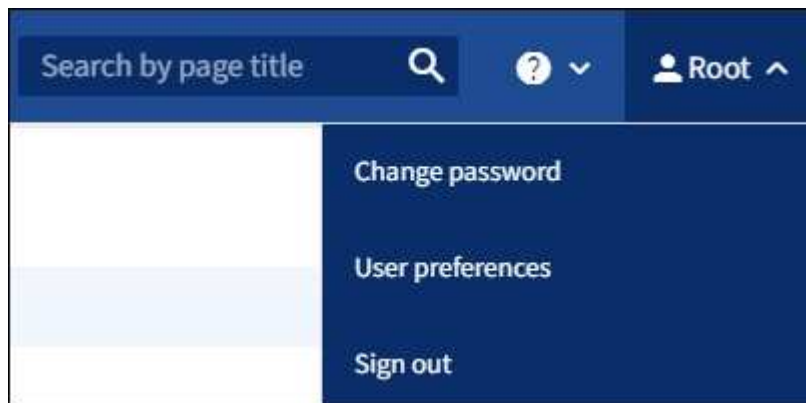 Search by page title
Root
Change password
User preferences
Sign out